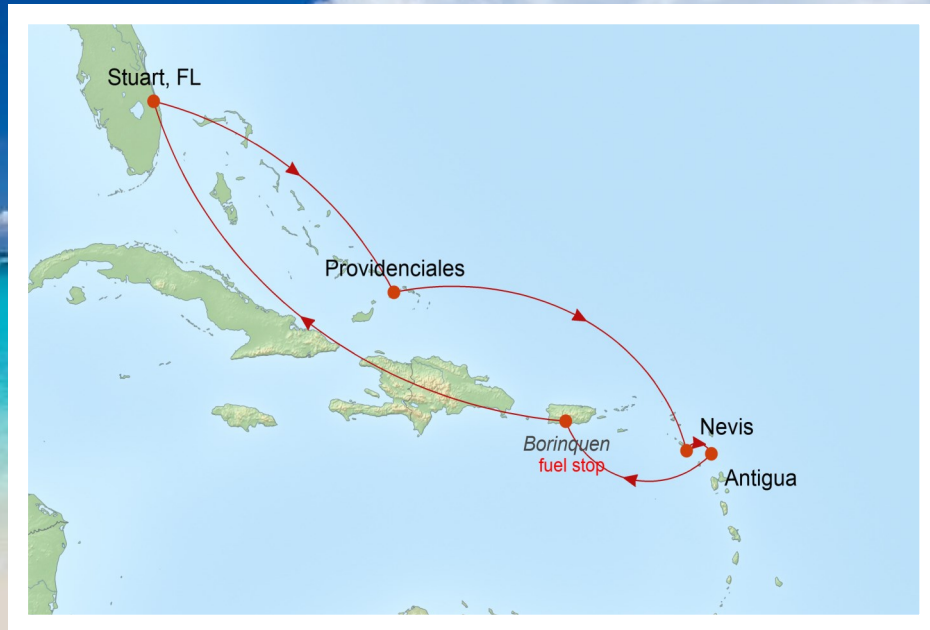 Stuart, FL
Providenciales
Nevis
Borinquen
fuel stop
Antigua